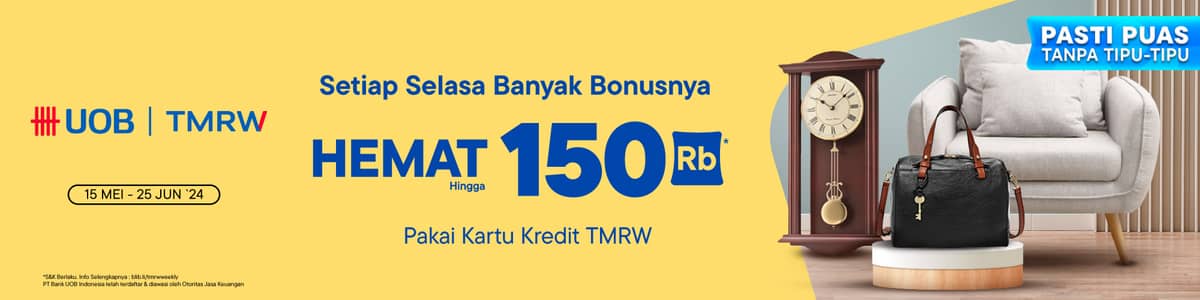 UOB | TMRW
15 MEI - 25 JUN `24
*S&K Berlaku. Info Selengkapnya : blib.li/tmrwweekly
PT Bank UOB Indonesia telah terdaftar & diawasi oleh Otoritas Jasa Keuangan
Setiap Selasa Banyak Bonusnya
HEMAT Hingga 150 Rb*
Pakai Kartu Kredit TMRW
PASTI PUAS
TANPA TIPU-TIPU